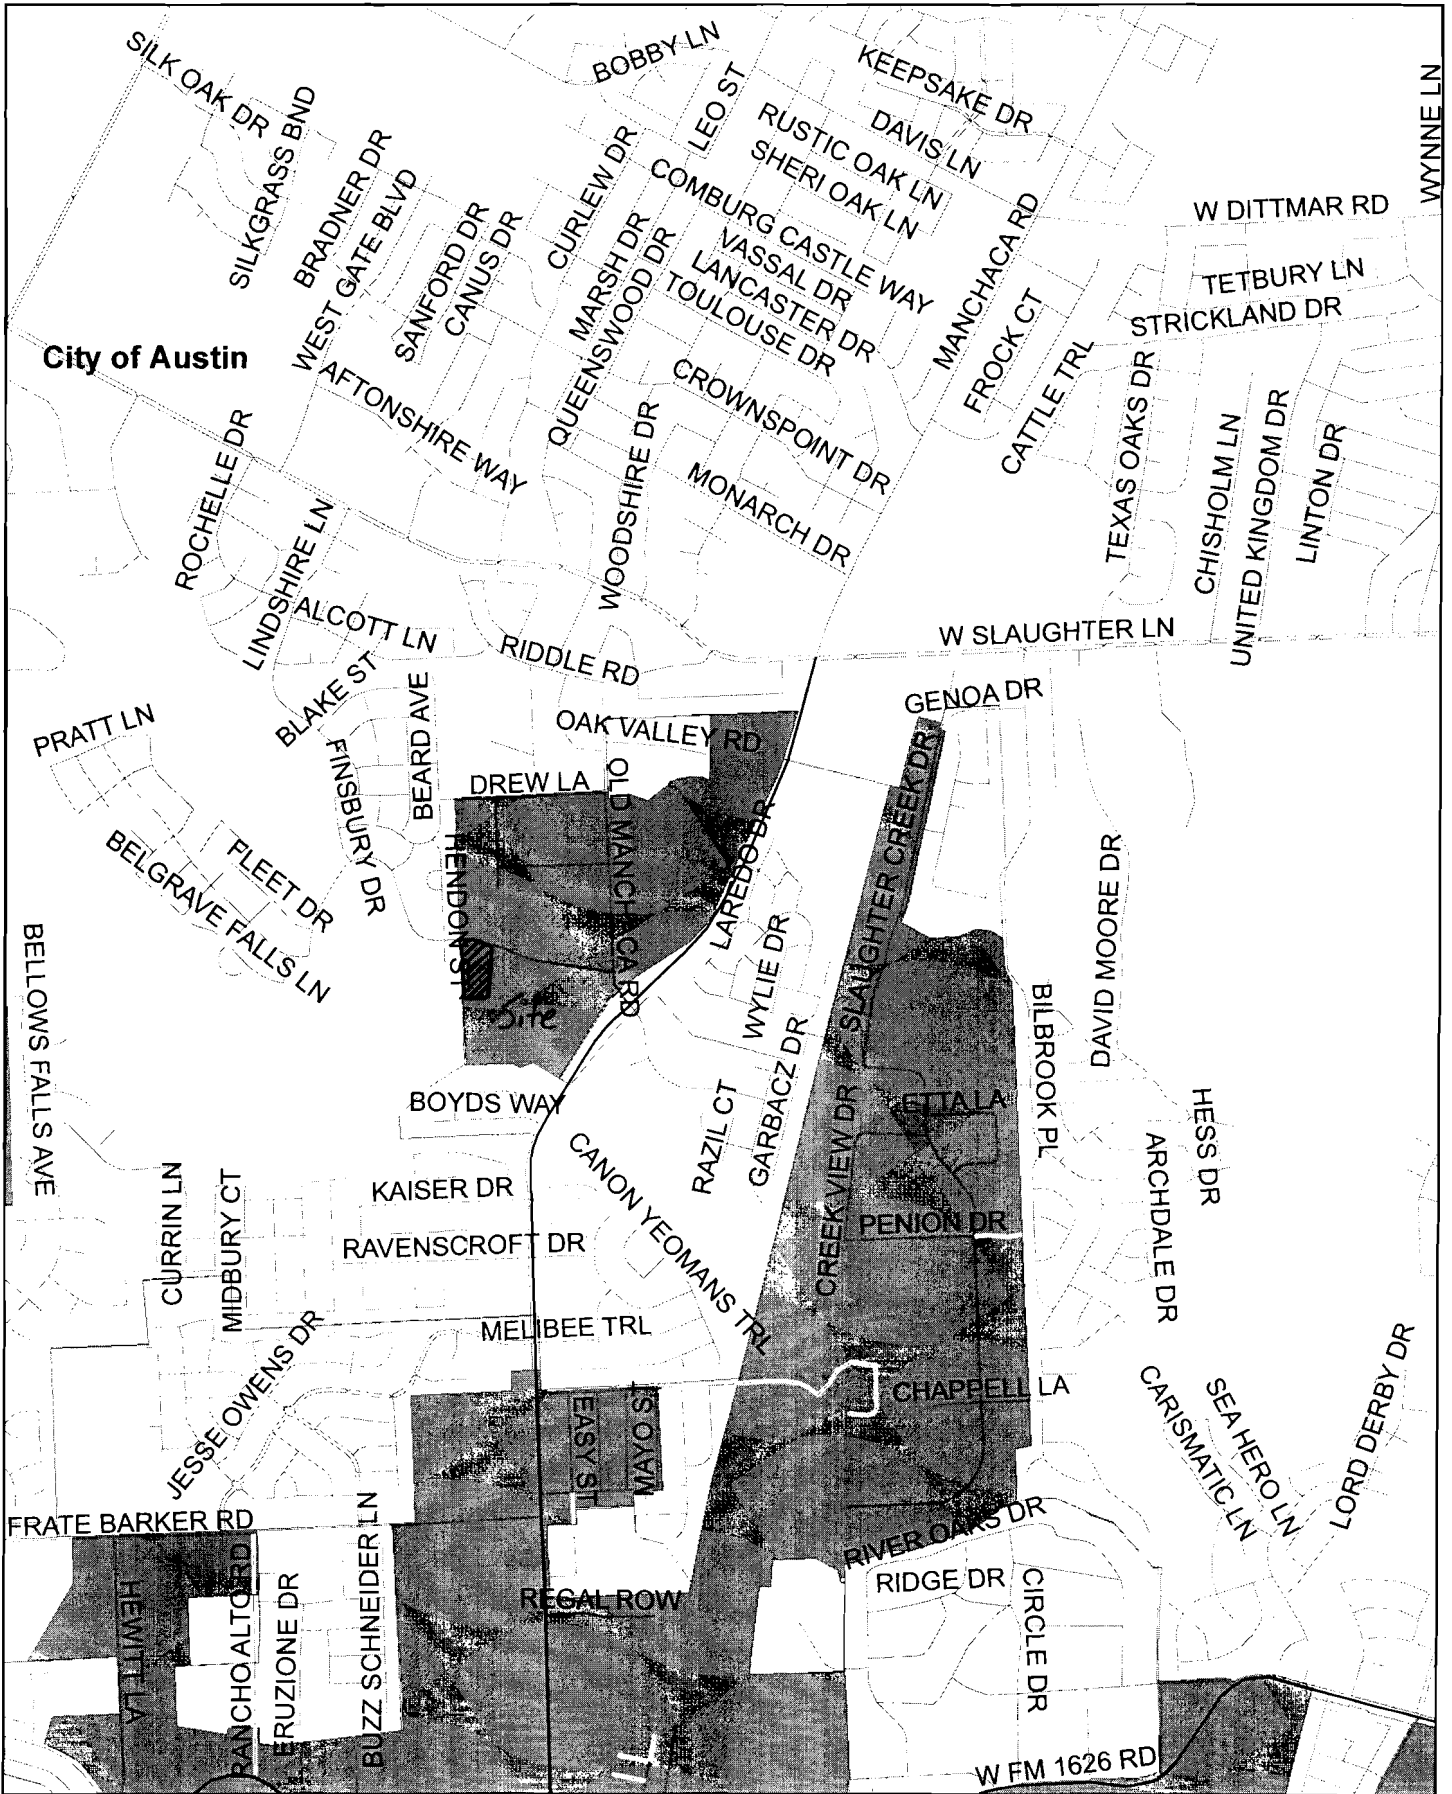 SILK OAK DR
BOBBY LN
KEEPSAKE DR
LEO ST
WYNNE LN
SILKGRASS BND
BRADNER DR
DAVIS LN
RUSTIC OAK LN
SHERI OAK LN
CURLEW DR
COMBURG CASTLE WAY
WEST GATE BLVD
W DITTMAR RD
MANCHACA RD
SANFORD DR
CANUS DR
MARSH DR
QUEENSWOOD DR
VASSAL DR
LANCASTER DR
TOULOUSE DR
TETBURY LN
STRICKLAND DR
FROCK CT
CATTLE TRL
City of Austin
AFTONSHIRE WAY
CROWNSPOINT DR
TEXAS OAKS DR
ROCHELLE DR
WOODSHIRE DR
MONARCH DR
CHISHOLM LN
UNITED KINGDOM DR
LINTON DR
LINDSHIRE LN
ALCOTT LN
RIDDLE RD
W SLAUGHTER LN
BLAKE ST
BEARD AVE
GENOA DR
PRATT LN
OAK VALLEY RD
FINSBURY DR
DREW LA
OLD MANCHACA RD
SLAUGHTER CREEK DR
LAREDO DR
BELGRAVE FALLS LN
FLEET DR
HENDON ST
DAVID MOORE DR
BELLOWS FALLS AVE
WYLIE DR
Site
BILBROOK PL
GARBACZ DR
RAZIL CT
BOYDS WAY
CREEK VIEW DR
ETTA LA
HESS DR
CANON YEOMANS TRL
ARCHDALE DR
CURRIN LN
MIDBURY CT
KAISER DR
RAVENSCROFT DR
PENION DR
MELIBEE TRL
JESSE OWENS DR
CHAPPELL LA
EASY ST
MAYO ST
CARISMATIC LN
SEA HERO LN
LORD DERBY DR
FRATE BARKER RD
BUZZ SCHNEIDER LN
RIVER OAKS DR
RIDGE DR
HEWITT LA
RANCHO ALTO RD
ERUZIONE DR
REGAL ROW
CIRCLE DR
W FM 1626 RD